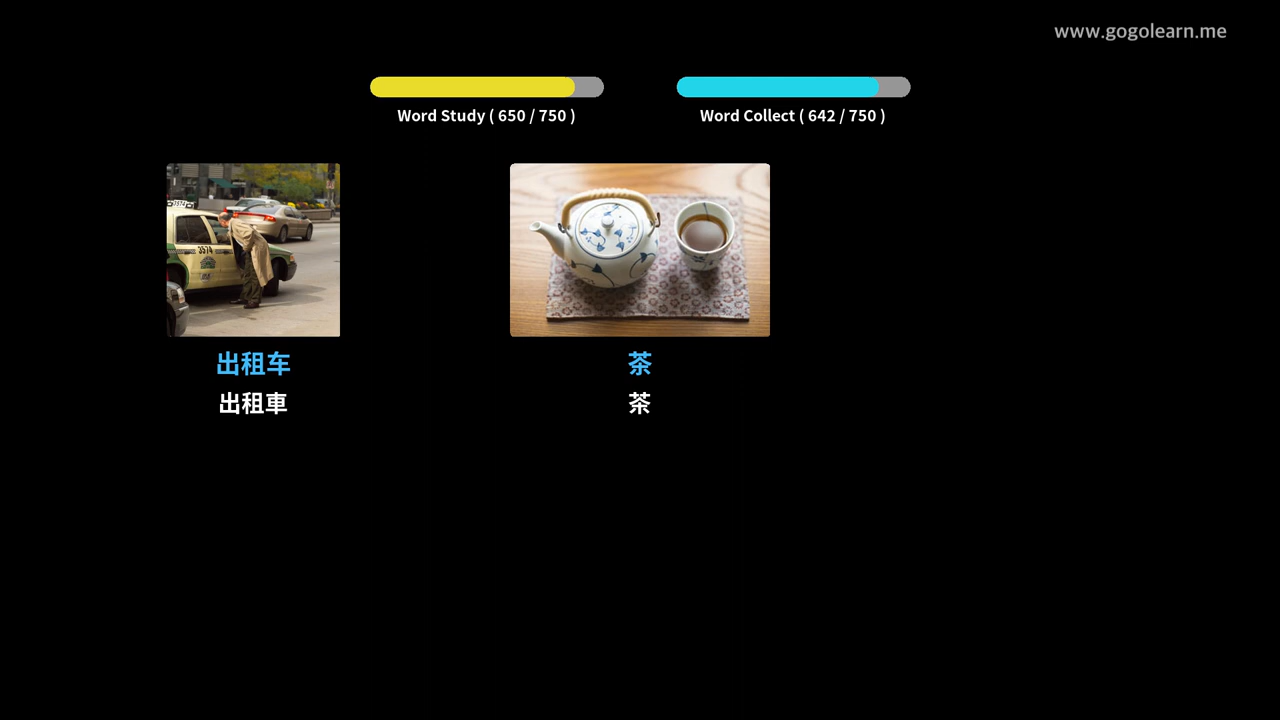 www.gogolearn.me
Word Study ( 650 / 750 )
Word Collect ( 642 / 750 )
3574
出租车
茶
出租車
茶